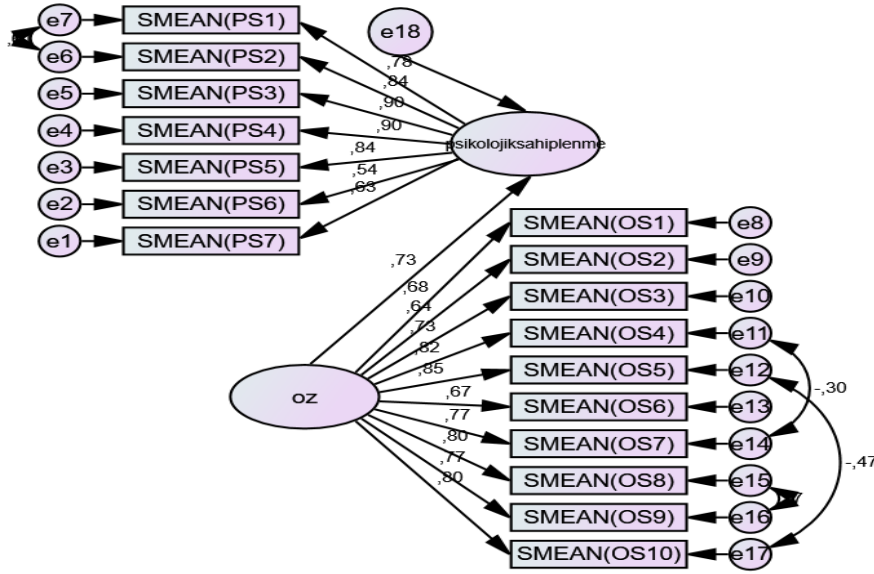 e7
SMEAN(PS1)
e18
e6
SMEAN(PS2)
,78
,84
e5
SMEAN(PS3)
,90
e4
SMEAN(PS4)
,90
psikolojiksahiplenme
e3
SMEAN(PS5)
,84
e2
SMEAN(PS6)
,54
,63
e1
SMEAN(PS7)
SMEAN(OS1)
e8
,73
SMEAN(OS2)
e9
,68
SMEAN(OS3)
e10
,64
,73
SMEAN(OS4)
e11
,82
,85
SMEAN(OS5)
e12
-,30
oz
,67
SMEAN(OS6)
e13
,77
SMEAN(OS7)
e14
,80
-,47
,77
SMEAN(OS8)
e15
,80
SMEAN(OS9)
e16
SMEAN(OS10)
e17